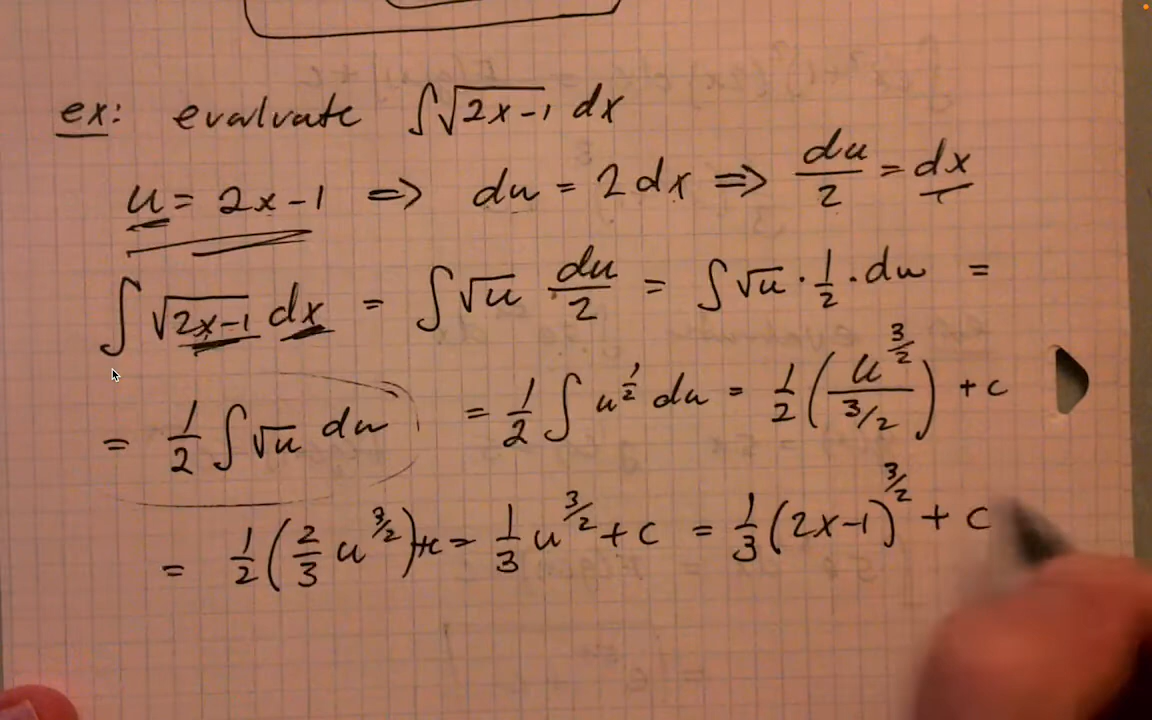 ex: evaluate ∫√(2x-1) dx
u = 2x-1 => du = 2dx => du/2 = dx
∫ √(2x-1) dx = ∫ √u du/2 = ∫ √u · 1/2 · du =
= 1/2 ∫ √u du = 1/2 ∫ u^(1/2) du = 1/2 (u^(3/2) / (3/2)) + c
= 1/2 (2/3 u^(3/2)) + c = 1/3 u^(3/2) + c = 1/3 (2x-1)^(3/2) + c